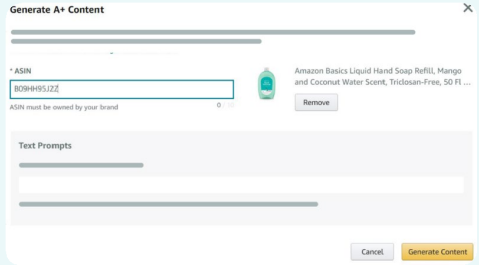 Generate A+ Content
* ASIN
B09HH95JZZ
ASIN must be owned by your brand
0
Amazon Basics Liquid Hand Soap Refill, Mango
and Coconut Water Scent, Triclosan-Free, 50 Fl ...
Remove
Text Prompts
Cancel
Generate Content